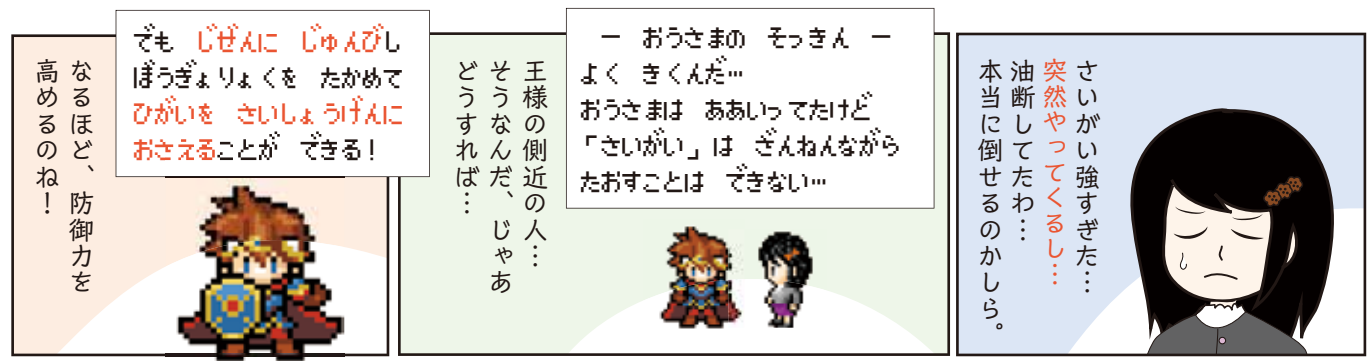 さいがい強すぎた…
突然やってくるし…
油断してたわ…
本当に倒せるのかしら。
ー　おうさまの　そっきん　ー
よく　きくんだ…
おうさまは　ああいってたけど
「さいがい」は　ざんねんながら
たおすことは　できない…
王様の側近の人…
そうなんだ、じゃあ
どうすれば…
でも　じぜんに　じゅんびし
ぼうぎょりょくを　たかめて
ひがいを　さいしょうげんに
おさえることが　できる！
なるほど、防御力を
高めるのね！